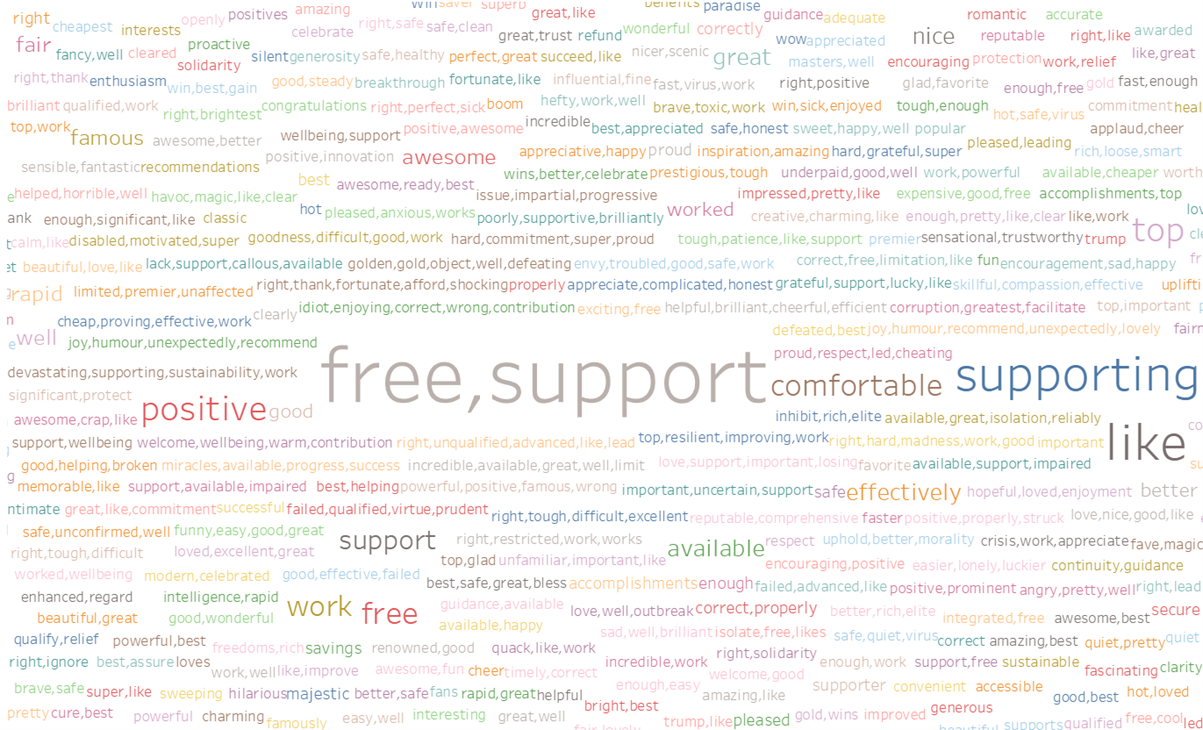 right openly positives amazing win saver superb great,like benefits paradise guidance adequate romantic accurate
cheapest interests celebrate right,safe safe,clean great,trust refund wonderful correctly wow appreciated nice reputable right,like awarded
fair fancy,well cleared proactive silent generosity safe,healthy perfect,great succeed,like nicer,scenic great masters,well encouraging protection work,relief like,great
solidarity
right,thank enthusiasm win,best,gain good,steady breakthrough fortunate,like influential,fine fast,virus,work right,positive glad,favorite enough,free gold fast,enough
brilliant qualified,work right,brightest congratulations right,perfect,sick boom hefty,work,well brave,toxic,work win,sick,enjoyed tough,enough hot,safe,virus commitment heal
top,work famous awesome,better wellbeing,support positive,awesome incredible, best,appreciated safe,honest sweet,happy,well popular pleased,leading applaud,cheer
sensible,fantastic recommendations positive,innovation awesome appreciative,happy proud inspiration,amazing hard,grateful,super rich,loose,smart
best awesome,ready,best wins,better,celebrate prestigious,tough underpaid,good,well work,powerful available,cheaper worth
helped,horrible,well havoc,magic,like,clear issue,impartial,progressive impressed,pretty,like expensive,good,free accomplishments,top
ank enough,significant,like classic hot pleased,anxious,works poorly,supportive,brilliantly worked creative,charming,like enough,pretty,like,clear like,work lov
calm,like disabled,motivated,super goodness,difficult,good,work hard,commitment,super,proud tough,patience,like,support premier sensational,trustworthy trump top cle
et beautiful,love,like lack,support,callous,available golden,gold,object,well,defeating envy,troubled,good,safe,work correct,free,limitation,like fun encouragement,sad,happy fr
rapid limited,premier,unaffected right,thank,fortunate,afford,shocking properly appreciate,complicated,honest grateful,support,lucky,like skillful,compassion,effective uplifti
n cheap,proving,effective,work clearly idiot,enjoying,correct,wrong,contribution exciting,free helpful,brilliant,cheerful,efficient corruption,greatest,facilitate top,important
e well joy,humour,unexpectedly,recommend defeated,best joy,humour,recommend,unexpectedly,lovely fairn
devastating,supporting,sustainability,work free,support proud,respect,led,cheating
significant,protect comfortable supporting
awesome,crap,like positive good inhibit,rich,elite available,great,isolation,reliably co
support,wellbeing welcome,wellbeing,warm,contribution right,unqualified,advanced,like,lead top,resilient,improving,work right,hard,madness,work,good important like
good,helping,broken miracles,available,progress,success incredible,available,great,well,limit love,support,important,losing favorite available,support,impaired su
g memorable,like support,available,impaired best,helping powerful,positive,famous,wrong important,uncertain,support safe effectively hopeful,loved,enjoyment better
ntimate great,like,commitment successful failed,qualified,virtue,prudent right,tough,difficult,excellent reputable,comprehensive faster positive,properly,struck love,nice,good,like
safe,unconfirmed,well funny,easy,good,great support right,restricted,work,works available respect uphold,better,morality crisis,work,appreciate fave,magic
right,tough,difficult loved,excellent,great top,glad unfamiliar,important,like encouraging,positive easier,lonely,luckier continuity,guidance
worked,wellbeing modern,celebrated good,effective,failed best,safe,great,bless accomplishments enough failed,advanced,like positive,prominent angry,pretty,well right,lead
enhanced,regard intelligence,rapid work free guidance,available love,well,outbreak correct,properly better,rich,elite integrated,free awesome,best secure
beautiful,great good,wonderful available,happy
qualify,relief powerful,best freedoms,rich savings renowned,good quack,like,work sad,well,brilliant isolate,free,likes safe,quiet,virus correct amazing,best quiet,pretty quiet
right,ignore best,assure loves work,well like,improve awesome,fun cheer timely,correct incredible,work right,solidarity enough,work support,free sustainable fascinating clarity
brave,safe super,like sweeping hilarious majestic better,safe fans rapid,great helpful enough,easy welcome,good amazing,like supporter convenient accessible good,best hot,loved
pretty cure,best powerful charming famously easy,well interesting great,well bright,best trump,like pleased gold,wins improved generous free,cool led
fair,lovely beautiful supports qualified